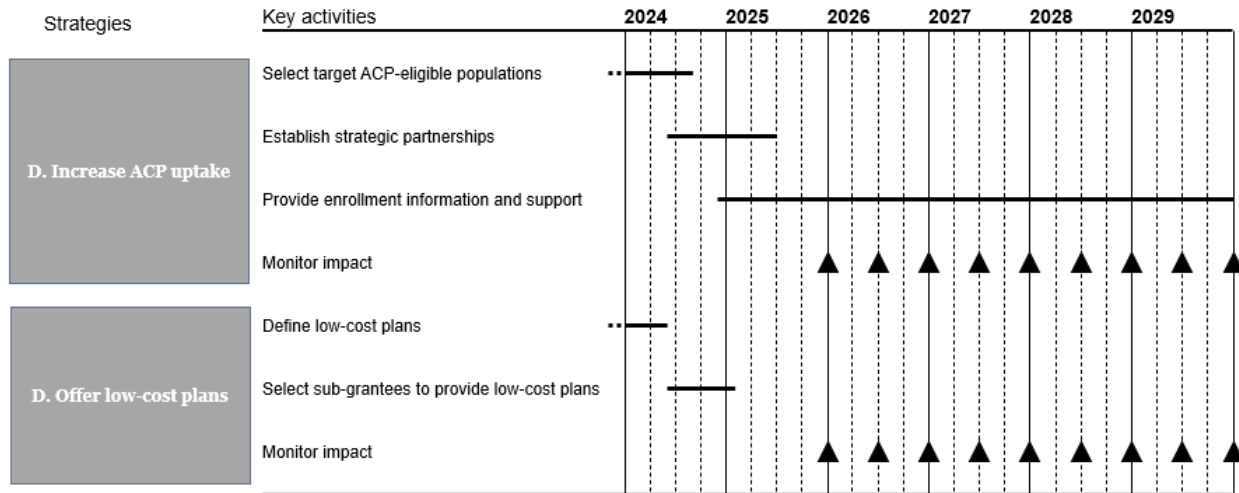 Strategies
Key activities
2024 2025 2026 2027 2028 2029
D. Increase ACP uptake
Select target ACP-eligible populations
Establish strategic partnerships
Provide enrollment information and support
Monitor impact
D. Offer low-cost plans
Define low-cost plans
Select sub-grantees to provide low-cost plans
Monitor impact